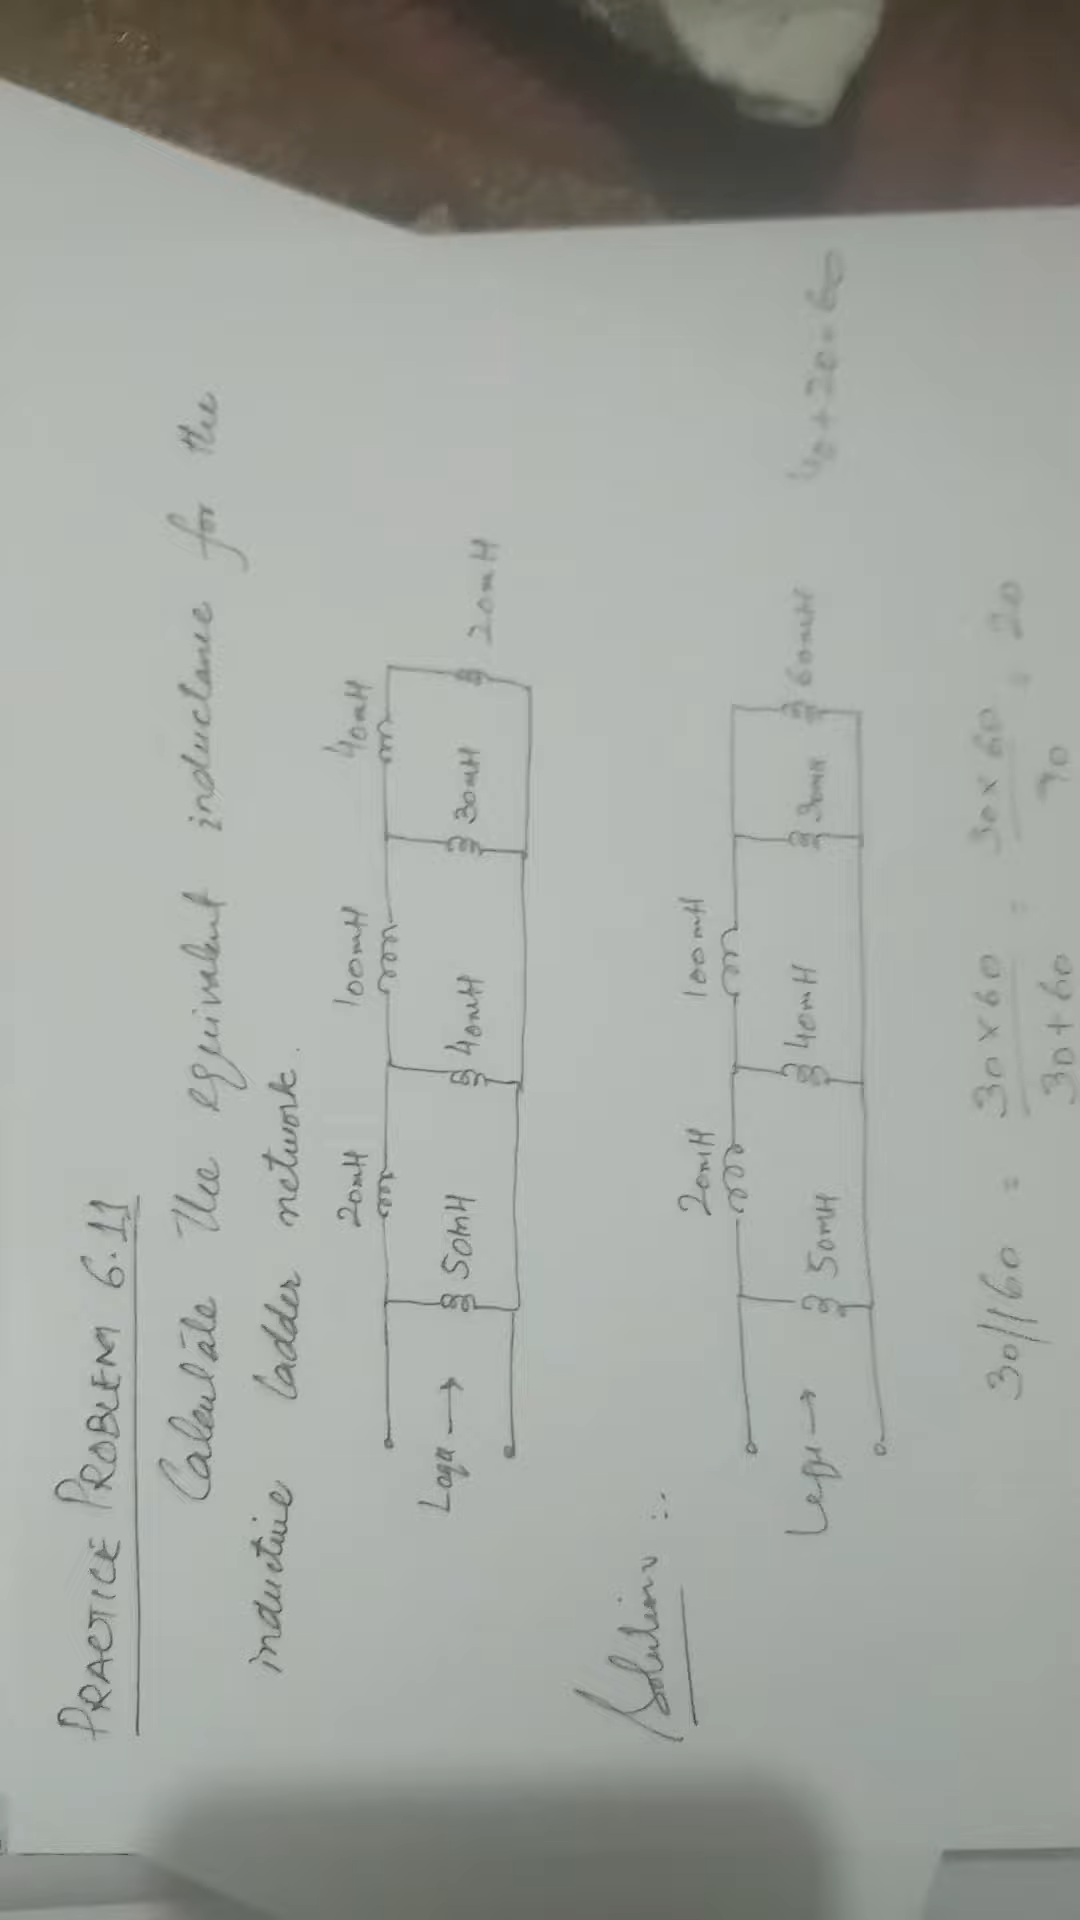 PRACTICE PROBLEM 6.11
Calculate the equivalent inductance for the
inductive ladder network.
20mH 100mH 40mH
Leqn → 50mH 40mH 30mH 20mH
Solution :-
20mH 100mH
Leqn → 50mH 40mH 30mH 60mH 40+20=60
30//60 = 30×60 / 30+60 = 30×60 / 90 = 20